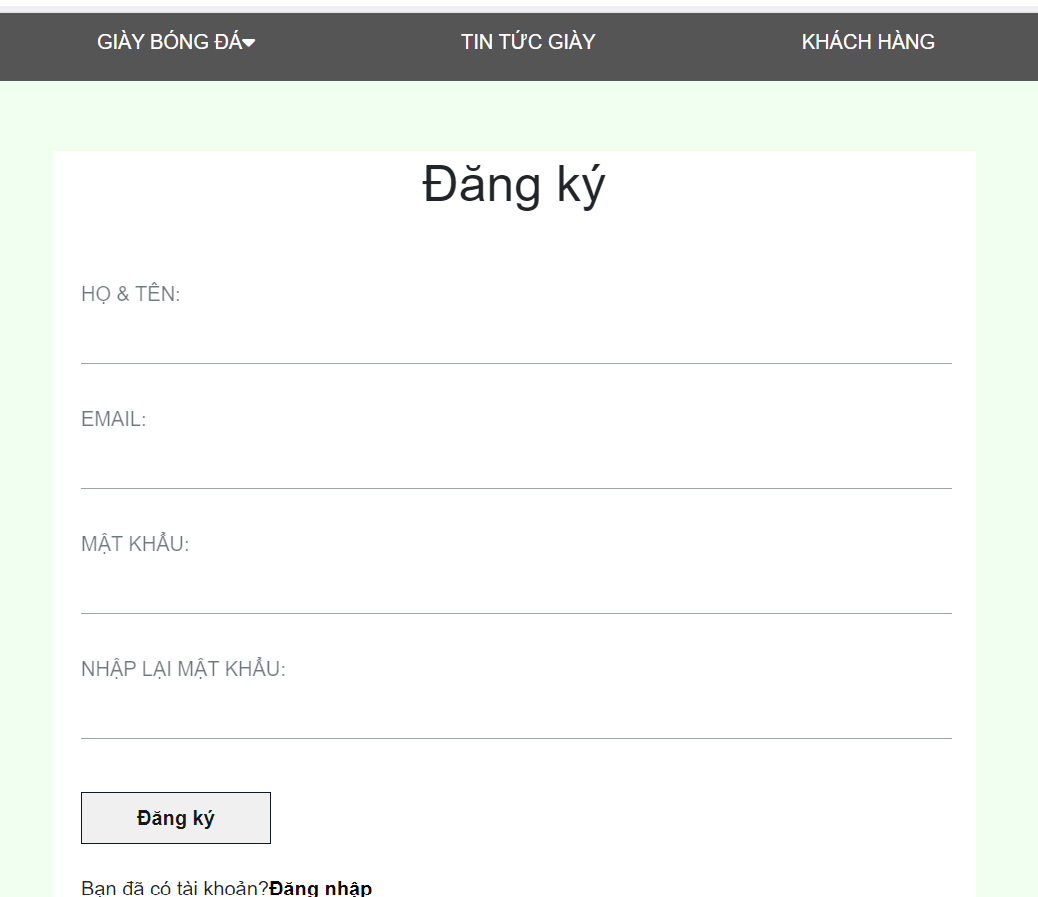 GIÀY BÓNG ĐÁ TIN TỨC GIÀY KHÁCH HÀNG
Đăng ký
HỌ & TÊN:
EMAIL:
MẬT KHẨU:
NHẬP LẠI MẬT KHẨU:
Đăng ký
Bạn đã có tài khoản?Đăng nhập